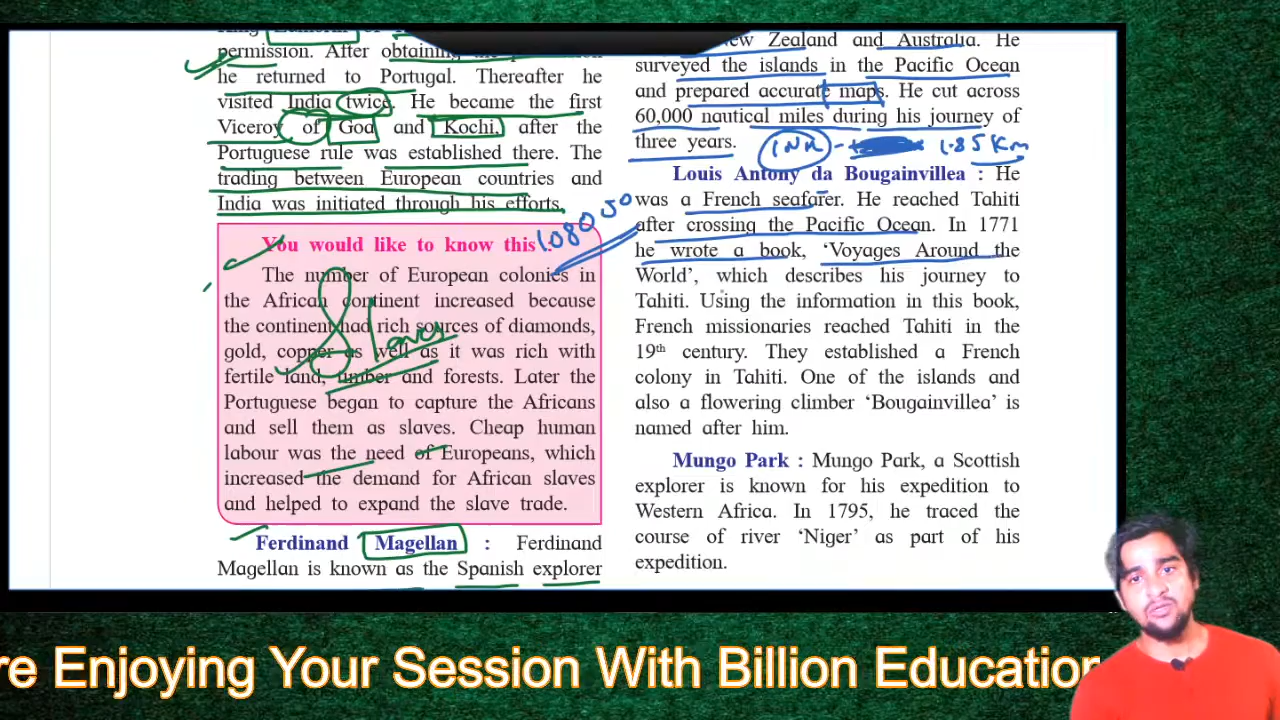 King Zamorin of
permission. After obtaining the permission
he returned to Portugal. Thereafter he
visited India twice. He became the first
Viceroy of Goa and Kochi, after the
Portuguese rule was established there. The
trading between European countries and
India was initiated through his efforts.
You would like to know this :
The number of European colonies in
the African continent increased because
the continent had rich sources of diamonds,
gold, copper as well as it was rich with
fertile land, timber and forests. Later the
Portuguese began to capture the Africans
and sell them as slaves. Cheap human
labour was the need of Europeans, which
increased the demand for African slaves
and helped to expand the slave trade.
Slaves
Ferdinand Magellan : Ferdinand
Magellan is known as the Spanish explorer
New Zealand and Australia. He
surveyed the islands in the Pacific Ocean
and prepared accurate maps. He cut across
60,000 nautical miles during his journey of
three years.
1.85 Km
108050
Louis Antony da Bougainvillea : He
was a French seafarer. He reached Tahiti
after crossing the Pacific Ocean. In 1771
he wrote a book, ‘Voyages Around the
World’, which describes his journey to
Tahiti. Using the information in this book,
French missionaries reached Tahiti in the
19th century. They established a French
colony in Tahiti. One of the islands and
also a flowering climber ‘Bougainvillea’ is
named after him.
Mungo Park : Mungo Park, a Scottish
explorer is known for his expedition to
Western Africa. In 1795, he traced the
course of river ‘Niger’ as part of his
expedition.
re Enjoying Your Session With Billion Education